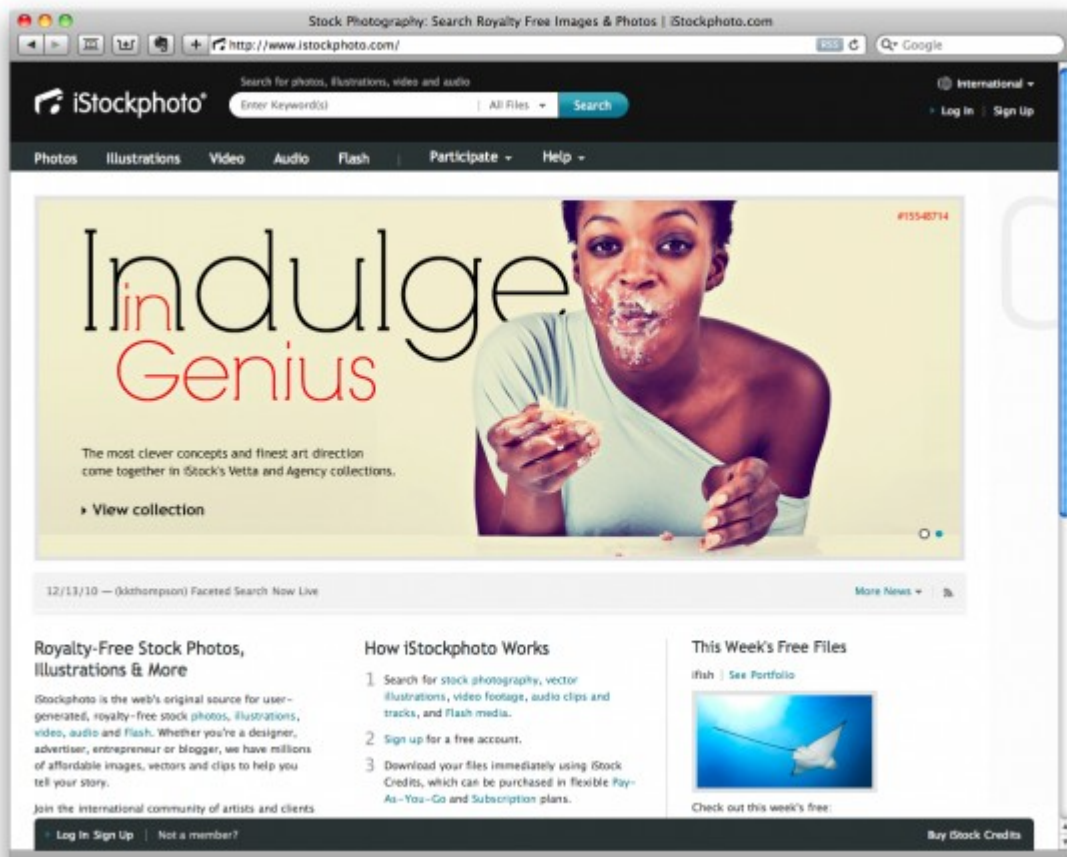 Stock Photography: Search Royalty Free Images & Photos | iStockphoto.com
http://www.istockphoto.com/
RSS
Google
Search for photos, illustrations, video and audio
International
iStockphoto®
Enter Keyword(s) | All Files
Search
Log In | Sign Up
Photos Illustrations Video Audio Flash | Participate Help
#15548714
Indulge
in
Genius
The most clever concepts and finest art direction
come together in iStock's Vetta and Agency collections.
View collection
12/13/10 — (kkthompson) Faceted Search Now Live
More News
Royalty-Free Stock Photos,
Illustrations & More
iStockphoto is the web's original source for user-
generated, royalty-free stock photos, illustrations,
video, audio and Flash. Whether you're a designer,
advertiser, entrepreneur or blogger, we have millions
of affordable images, vectors and clips to help you
tell your story.
Join the international community of artists and clients
How iStockphoto Works
1 Search for stock photography, vector
illustrations, video footage, audio clips and
tracks, and Flash media.
2 Sign up for a free account.
3 Download your files immediately using iStock
Credits, which can be purchased in flexible Pay-
As-You-Go and Subscription plans.
This Week's Free Files
ifish | See Portfolio
Check out this week's free:
Log In Sign Up | Not a member?
Buy iStock Credits